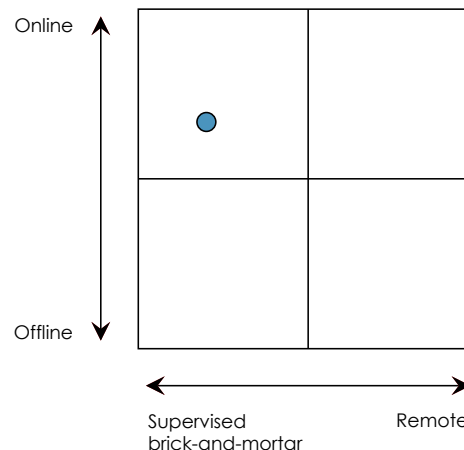 Online
Offline
Supervised
brick-and-mortar
Remote